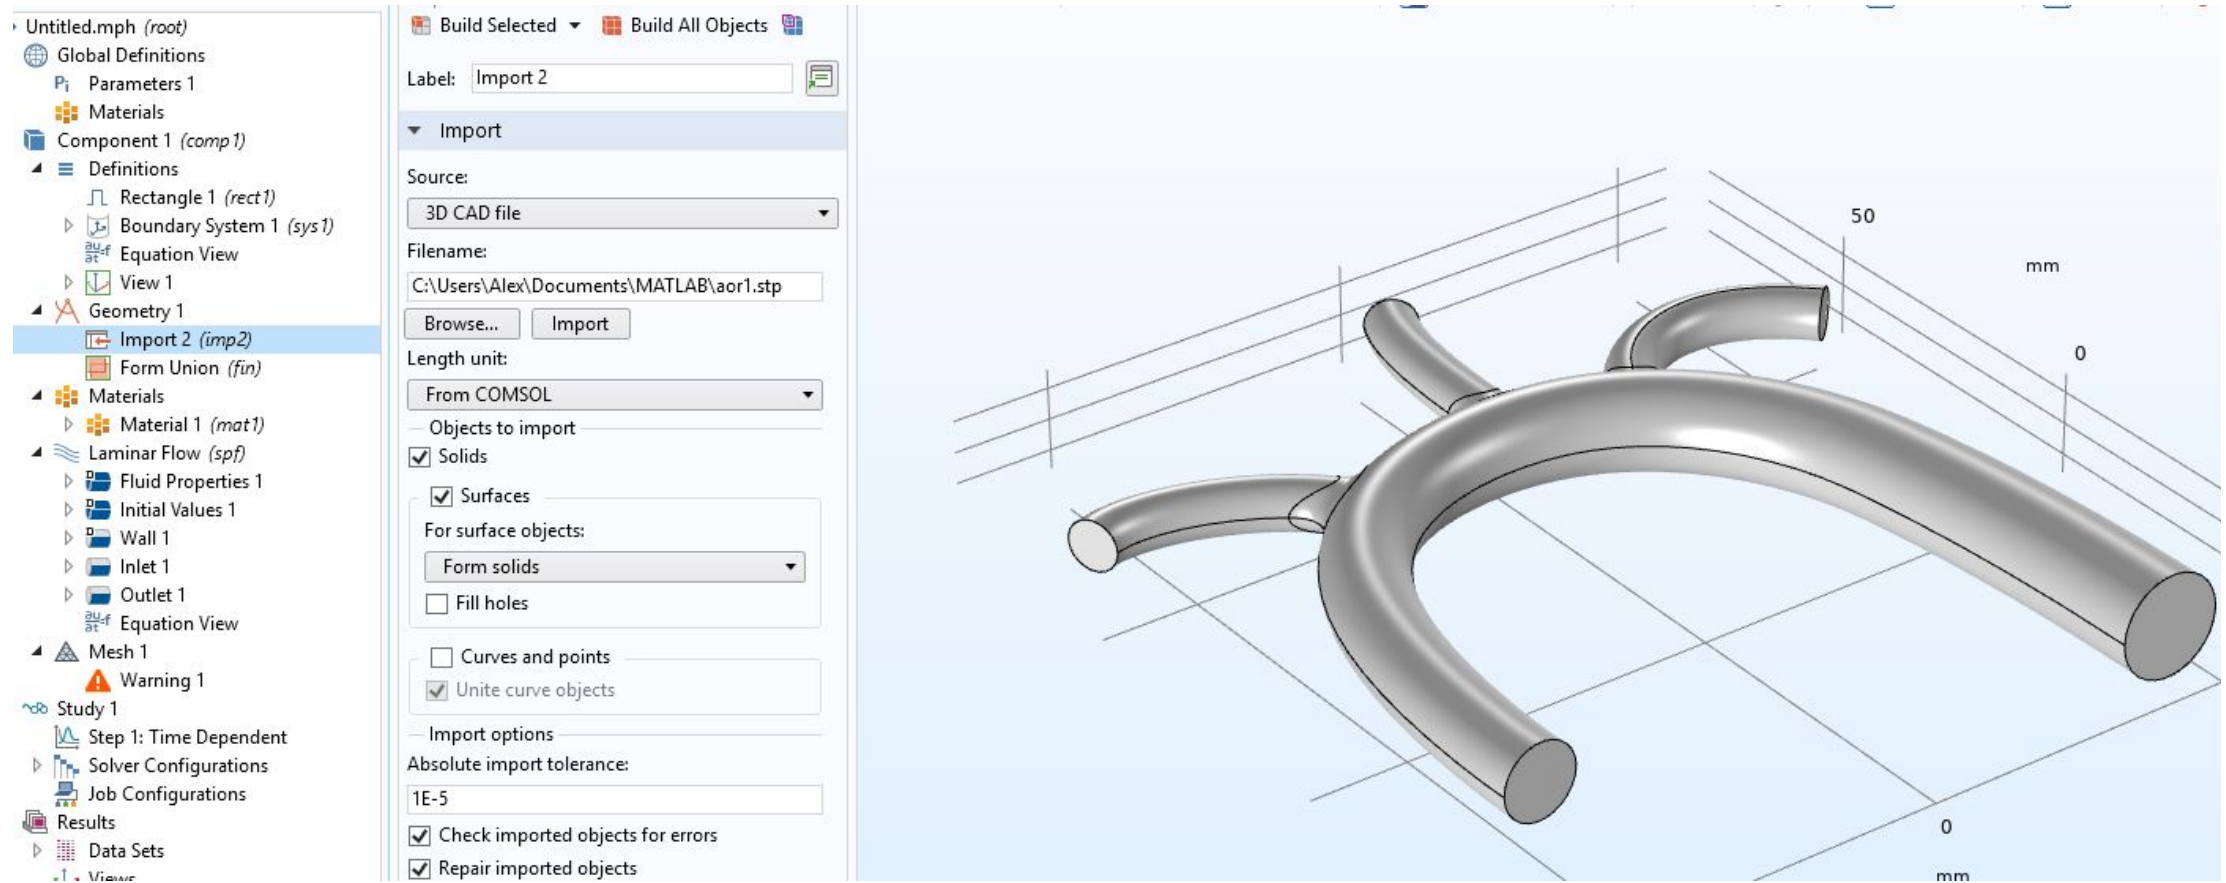 Untitled.mph (root)
Global Definitions
Pi Parameters 1
Materials
Component 1 (comp1)
Definitions
Rectangle 1 (rect1)
Boundary System 1 (sys1)
Equation View
View 1
Geometry 1
Import 2 (imp2)
Form Union (fin)
Materials
Material 1 (mat1)
Laminar Flow (spf)
Fluid Properties 1
Initial Values 1
Wall 1
Inlet 1
Outlet 1
Equation View
Mesh 1
Warning 1
Study 1
Step 1: Time Dependent
Solver Configurations
Job Configurations
Results
Data Sets
Views
Build Selected
Build All Objects
Label: Import 2
Import
Source:
3D CAD file
Filename:
C:\Users\Alex\Documents\MATLAB\aor1.stp
Browse...
Import
Length unit:
From COMSOL
Objects to import
Solids
Surfaces
For surface objects:
Form solids
Fill holes
Curves and points
Unite curve objects
Import options
Absolute import tolerance:
1E-5
Check imported objects for errors
Repair imported objects
50
mm
0
0
mm